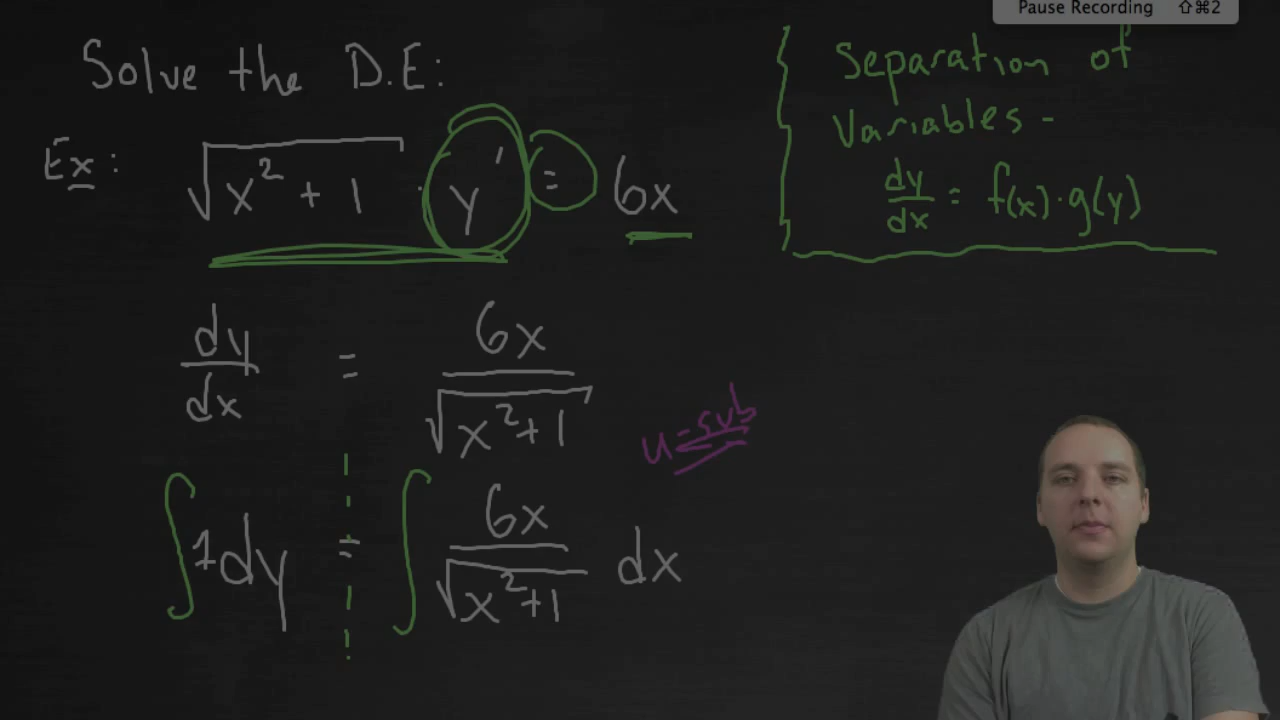 Pause Recording ⇧⌘2
Solve the D.E:
Ex: √(x² + 1) · y' = 6x
Separation of
Variables -
dy/dx = f(x) · g(y)
dy/dx = 6x/√(x²+1)
u=sub
∫1dy = ∫ 6x/√(x²+1) dx